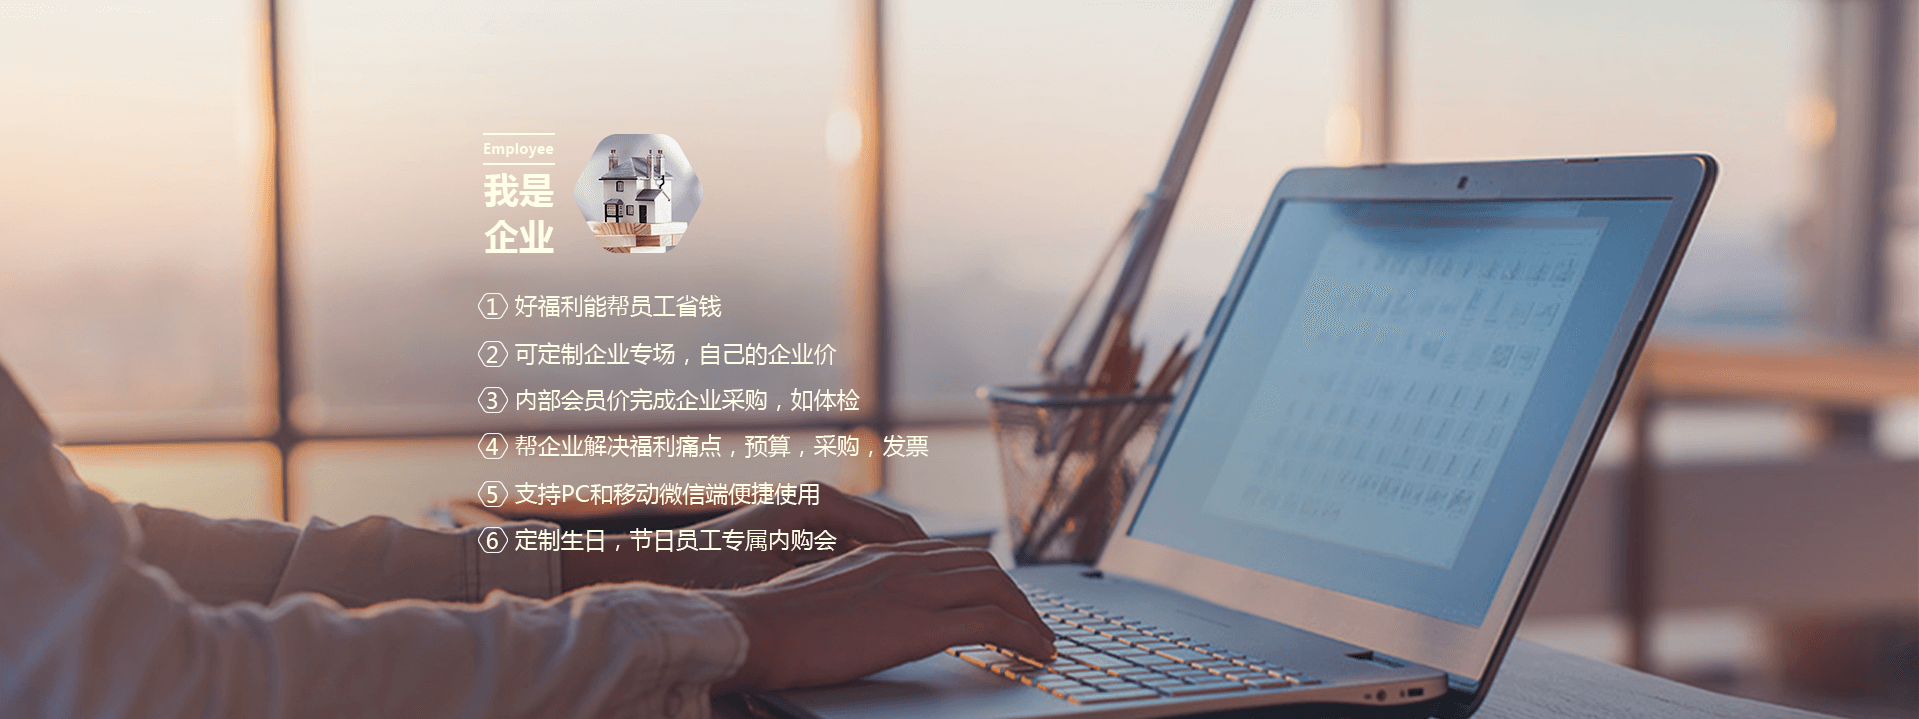 Employee
我是
企业
① 好福利能帮员工省钱
② 可定制企业专场，自己的企业价
③ 内部会员价完成企业采购，如体检
④ 帮企业解决福利痛点，预算，采购，发票
⑤ 支持PC和移动微信端便捷使用
⑥ 定制生日，节日员工专属内购会